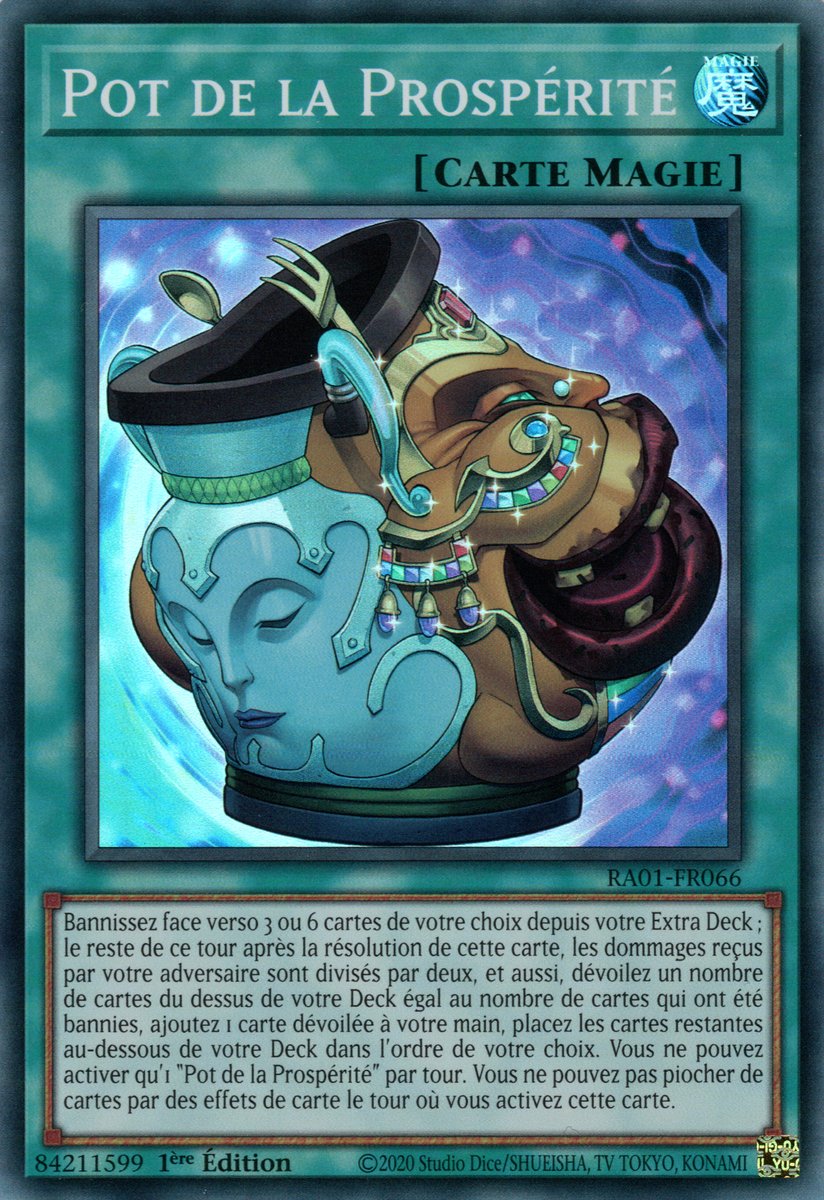 POT DE LA PROSPÉRITÉ
MAGIE
魔
[CARTE MAGIE]
RA01-FR066
Bannissez face verso 3 ou 6 cartes de votre choix depuis votre Extra Deck ;
le reste de ce tour après la résolution de cette carte, les dommages reçus
par votre adversaire sont divisés par deux, et aussi, dévoilez un nombre
de cartes du dessus de votre Deck égal au nombre de cartes qui ont été
bannies, ajoutez 1 carte dévoilée à votre main, placez les cartes restantes
au-dessous de votre Deck dans l'ordre de votre choix. Vous ne pouvez
activer qu'1 "Pot de la Prospérité" par tour. Vous ne pouvez pas piocher de
cartes par des effets de carte le tour où vous activez cette carte.
84211599 1ère Édition ©2020 Studio Dice/SHUEISHA, TV TOKYO, KONAMI